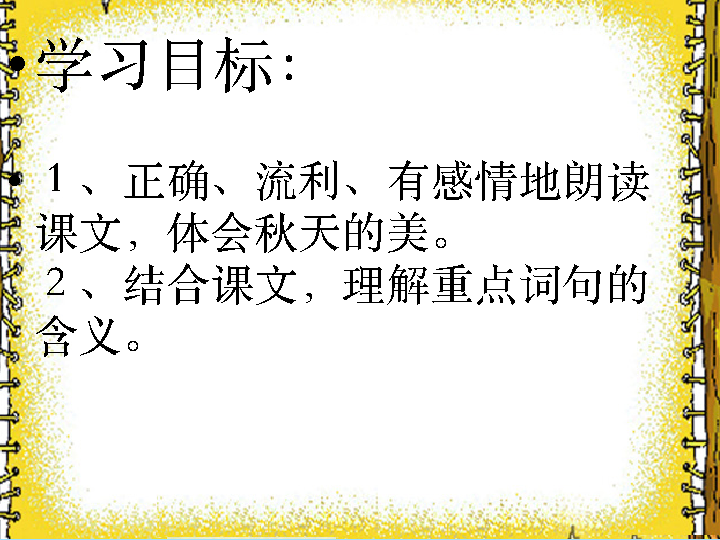 •学习目标：
•１、正确、流利、有感情地朗读
课文，体会秋天的美。
２、结合课文，理解重点词句的
含义。